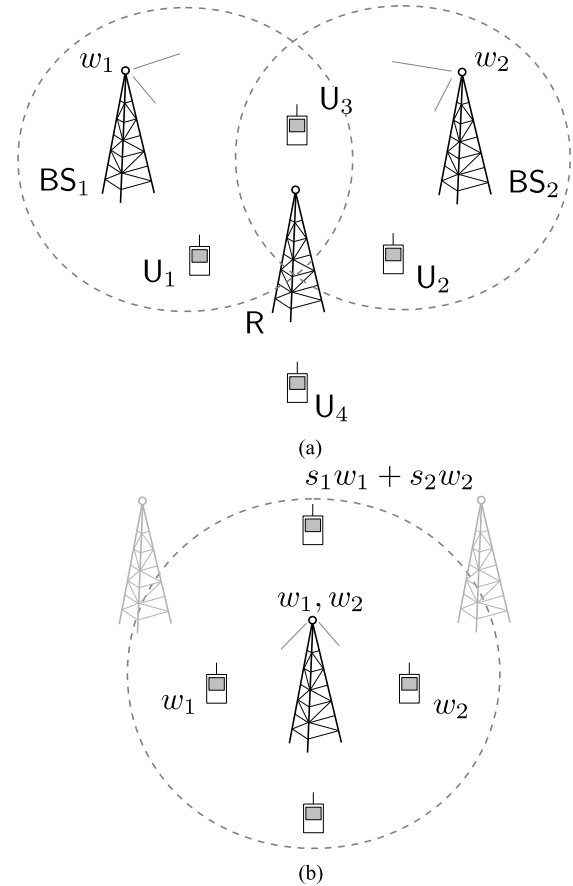 w₁
w₂
U₃
BS₁
BS₂
U₁
U₂
R
U₄
(a)
s₁w₁ + s₂w₂
w₁, w₂
w₁
w₂
(b)